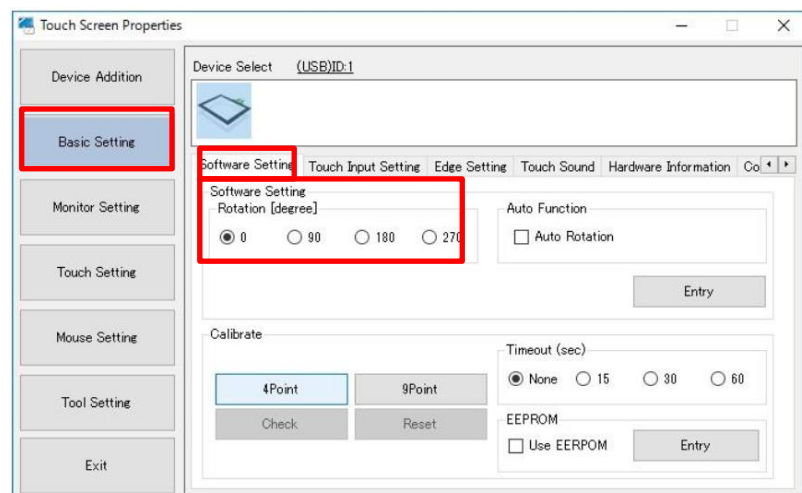 Touch Screen Properties
Device Addition
Basic Setting
Monitor Setting
Touch Setting
Mouse Setting
Tool Setting
Exit
Device Select (USB)ID:1
Software Setting Touch Input Setting Edge Setting Touch Sound Hardware Information Co
Software Setting
Rotation [degree]
0 90 180 270
Auto Function
Auto Rotation
Entry
Calibrate
4Point 9Point
Check Reset
Timeout (sec)
None 15 30 60
EEPROM
Use EERPOM Entry